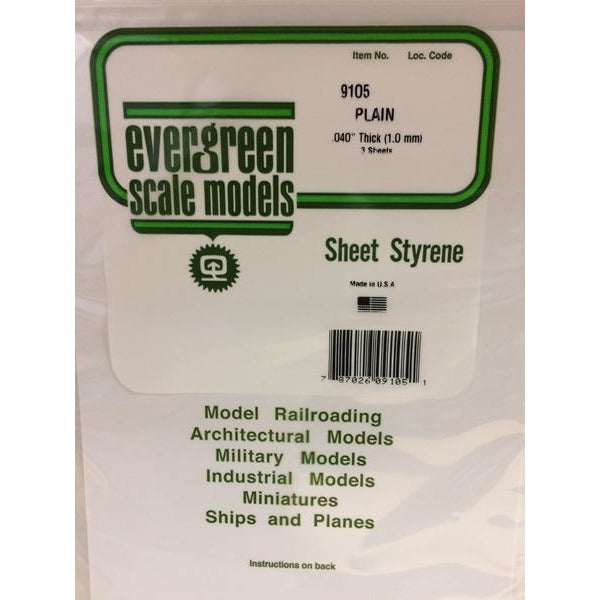 Item No. Loc. Code
9105
PLAIN
.040" Thick (1.0 mm)
3 Sheets
evergreen
scale models
Sheet Styrene
Made in U.S.A
7 87026 09105 1
Model Railroading
Architectural Models
Military Models
Industrial Models
Miniatures
Ships and Planes
Instructions on back